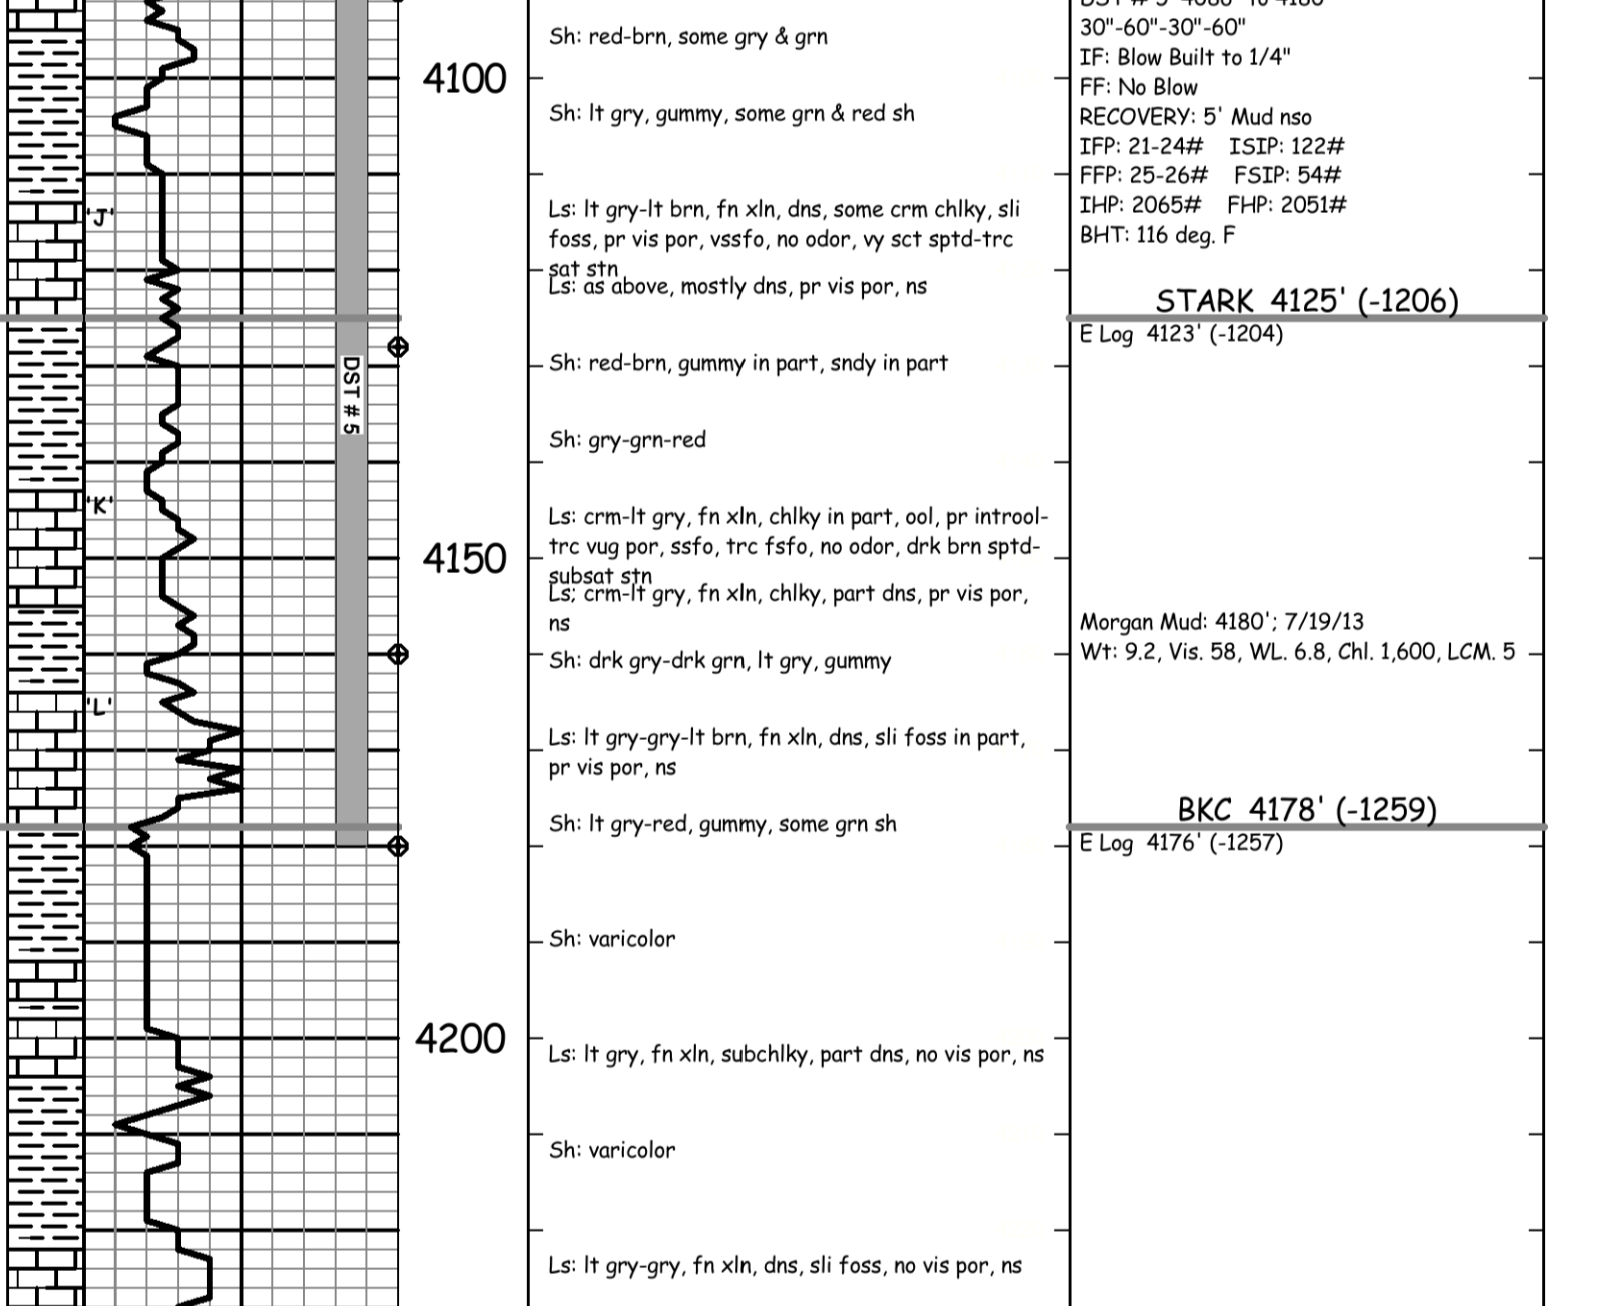 DST # 5 4080' to 4180'
30"-60"-30"-60"
Sh: red-brn, some gry & grn
IF: Blow Built to 1/4"
4100
FF: No Blow
Sh: lt gry, gummy, some grn & red sh
RECOVERY: 5' Mud nso
IFP: 21-24# ISIP: 122#
FFP: 25-26# FSIP: 54#
IHP: 2065# FHP: 2051#
BHT: 116 deg. F
'J'
Ls: lt gry-lt brn, fn xln, dns, some crm chlky, sli
foss, pr vis por, vssfo, no odor, vy sct sptd-trc
sat stn
Ls: as above, mostly dns, pr vis por, ns
STARK 4125' (-1206)
E Log 4123' (-1204)
DST # 5
Sh: red-brn, gummy in part, sndy in part
Sh: gry-grn-red
'K'
Ls: crm-lt gry, fn xln, chlky in part, ool, pr introol-
trc vug por, ssfo, trc fsfo, no odor, drk brn sptd-
subsat stn
4150
Ls; crm-lt gry, fn xln, chlky, part dns, pr vis por,
ns
Morgan Mud: 4180'; 7/19/13
Wt: 9.2, Vis. 58, WL. 6.8, Chl. 1,600, LCM. 5
Sh: drk gry-drk grn, lt gry, gummy
'L'
Ls: lt gry-gry-lt brn, fn xln, dns, sli foss in part,
pr vis por, ns
BKC 4178' (-1259)
Sh: lt gry-red, gummy, some grn sh
E Log 4176' (-1257)
Sh: varicolor
4200
Ls: lt gry, fn xln, subchlky, part dns, no vis por, ns
Sh: varicolor
Ls: lt gry-gry, fn xln, dns, sli foss, no vis por, ns